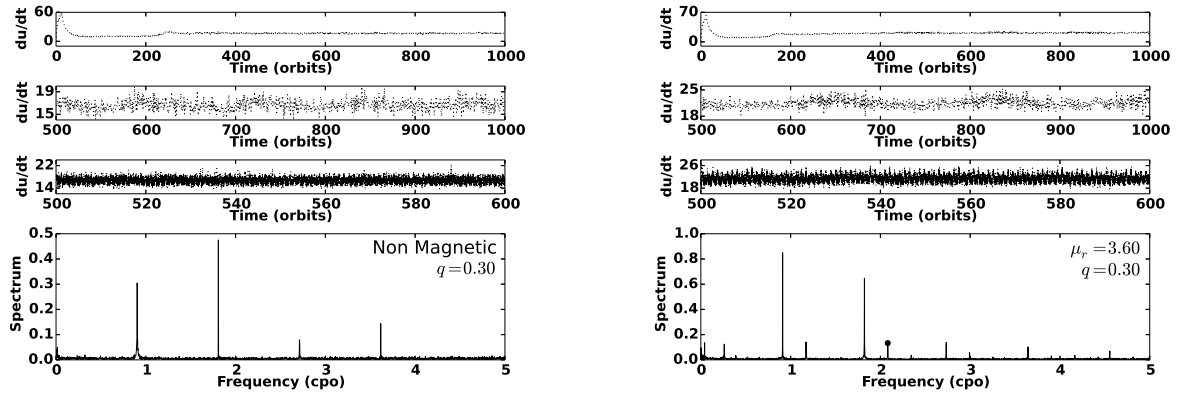 du/dt
60
0
0 200 400 600 800 1000
Time (orbits)
du/dt
19
15
500 600 700 800 900 1000
Time (orbits)
du/dt
22
14
500 520 540 560 580 600
Time (orbits)
Spectrum
0.5
0.4
0.3
0.2
0.1
0.0
Non Magnetic
q=0.30
0 1 2 3 4 5
Frequency (cpo)
du/dt
70
0
0 200 400 600 800 1000
Time (orbits)
du/dt
25
18
500 600 700 800 900 1000
Time (orbits)
du/dt
26
18
500 520 540 560 580 600
Time (orbits)
Spectrum
1.0
0.8
0.6
0.4
0.2
0.0
μr =3.60
q=0.30
0 1 2 3 4 5
Frequency (cpo)